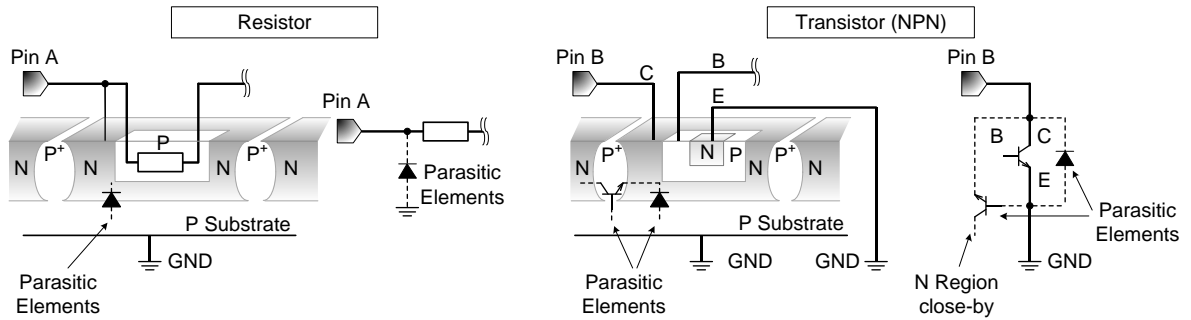 Resistor
Transistor (NPN)
Pin A
Pin A
N
P+
N
P
P+
N
N
Parasitic
Elements
P Substrate
GND
Parasitic
Elements
Pin B
C
B
E
N
P+
N
N
P
P+
N
N
P Substrate
GND
GND
Parasitic
Elements
Pin B
B
C
E
Parasitic
Elements
GND
N Region
close-by